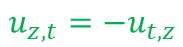 u_{z,t} = −u_{t,z}